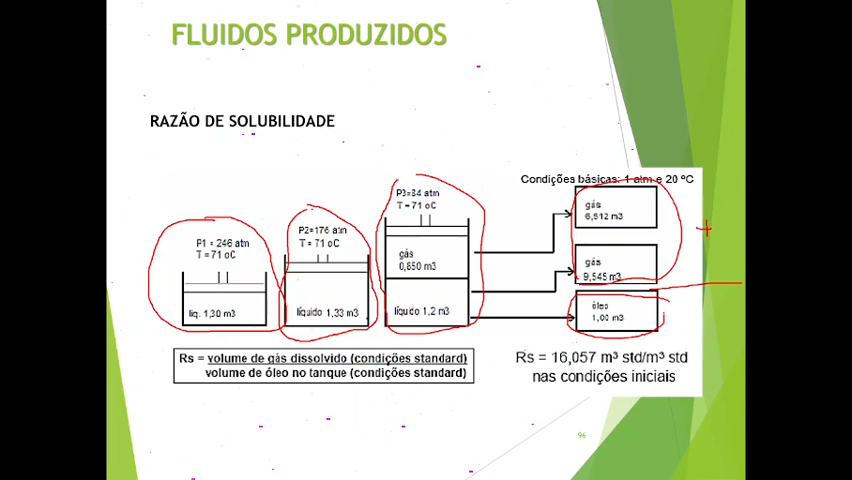 FLUIDOS PRODUZIDOS
RAZÃO DE SOLUBILIDADE
Condições básicas: 1 atm e 20 ºC
P1 = 246 atm
T = 71 oC
liq. 1,30 m3
P2=176 atm
T = 71 oC
líquido 1,33 m3
P3=84 atm
T = 71 oC
gás
0,850 m3
líquido 1,2 m3
gás
6,512 m3
gás
9,545 m3
óleo
1,00 m3
Rs = volume de gás dissolvido (condições standard)
volume de óleo no tanque (condições standard)
Rs = 16,057 m³ std/m³ std
nas condições iniciais
96